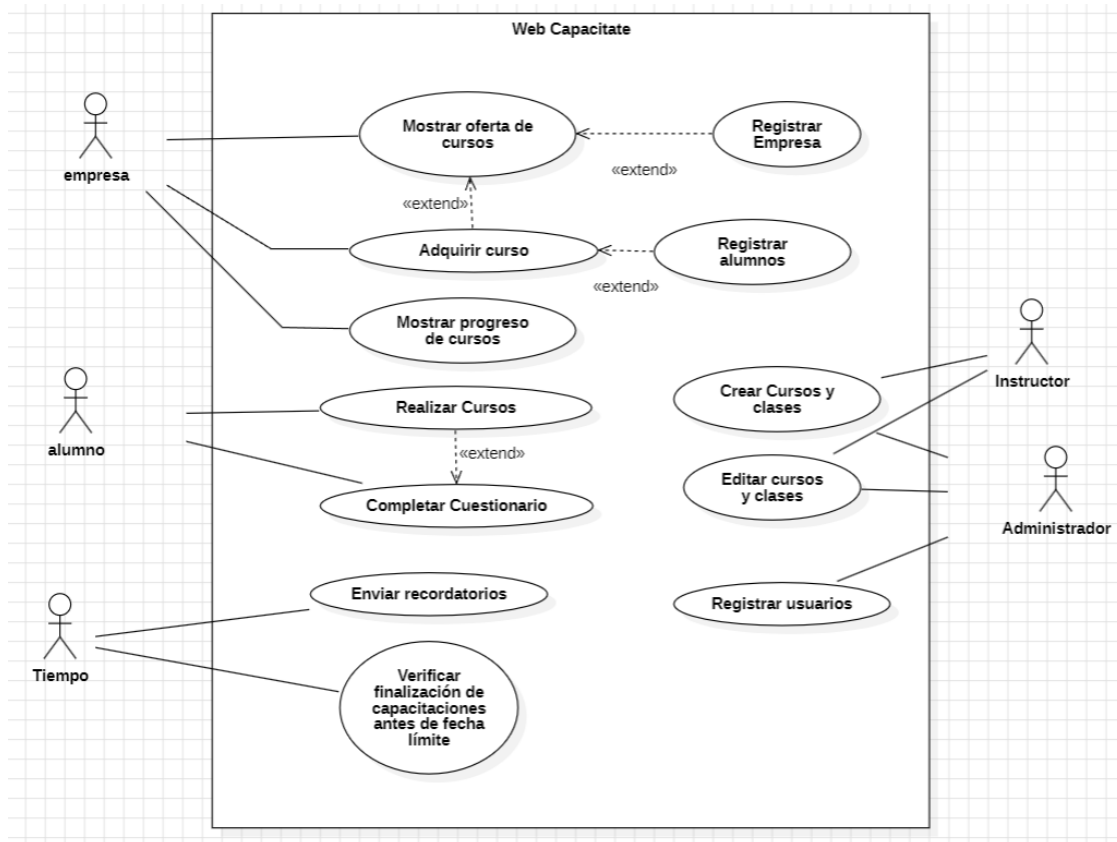 Web Capacitate
Mostrar oferta de
cursos
Registrar
Empresa
empresa
«extend»
«extend»
Adquirir curso
Registrar
alumnos
«extend»
Mostrar progreso
de cursos
Instructor
Crear Cursos y
clases
Realizar Cursos
alumno
«extend»
Editar cursos
y clases
Completar Cuestionario
Administrador
Enviar recordatorios
Registrar usuarios
Tiempo
Verificar
finalización de
capacitaciones
antes de fecha
límite